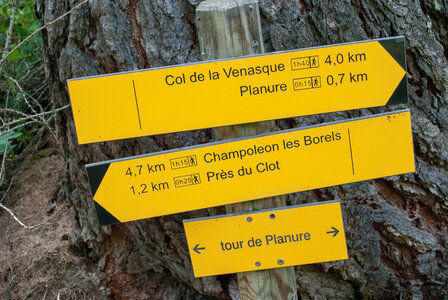 Col de la Venasque 1h40 4,0 km
Planure 0h15 0,7 km
4,7 km 1h15 Champoleon les Borels
1,2 km 0h25 Près du Clot
tour de Planure